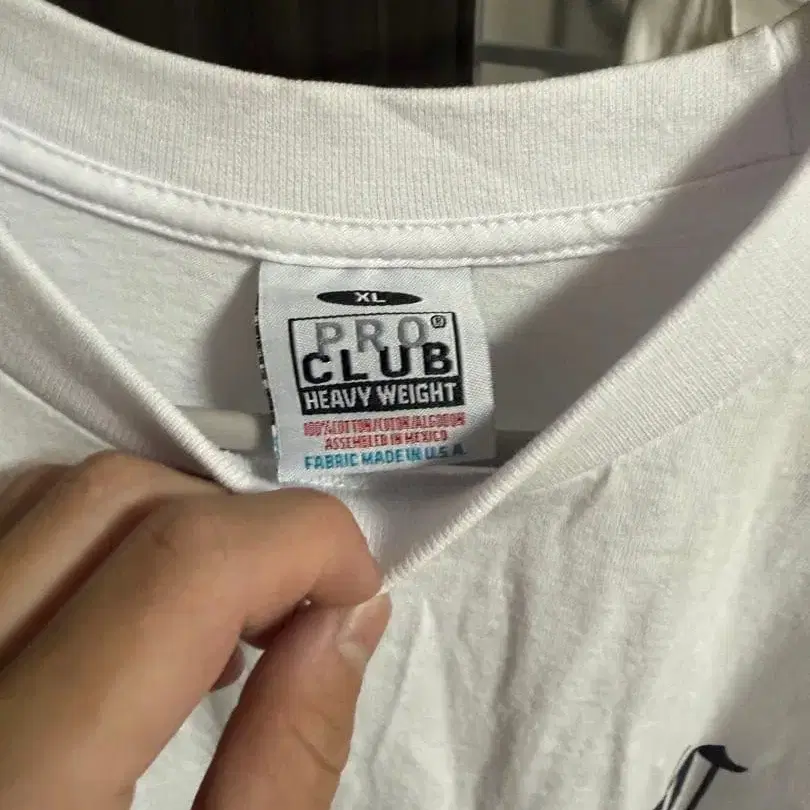 XL
PRO®
CLUB
HEAVY WEIGHT
100% COTTON/COTON/ALGODON
ASSEMBLED IN MEXICO
FABRIC MADE IN U.S.A.